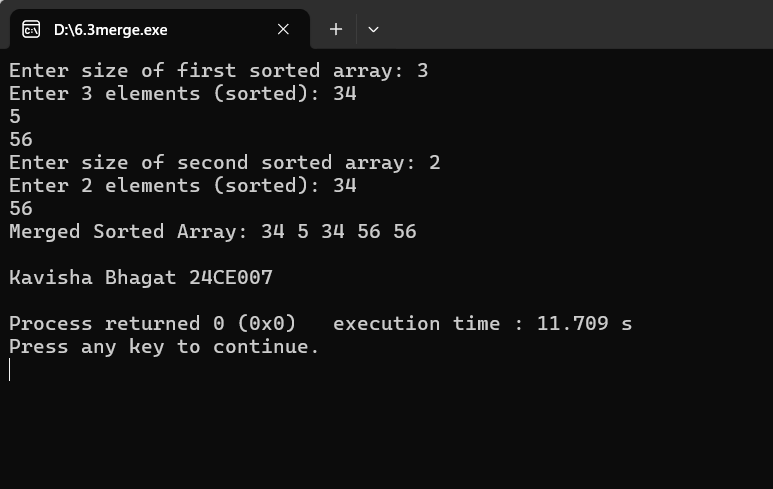 D:\6.3merge.exe
Enter size of first sorted array: 3
Enter 3 elements (sorted): 34
5
56
Enter size of second sorted array: 2
Enter 2 elements (sorted): 34
56
Merged Sorted Array: 34 5 34 56 56
Kavisha Bhagat 24CE007
Process returned 0 (0x0)   execution time : 11.709 s
Press any key to continue.